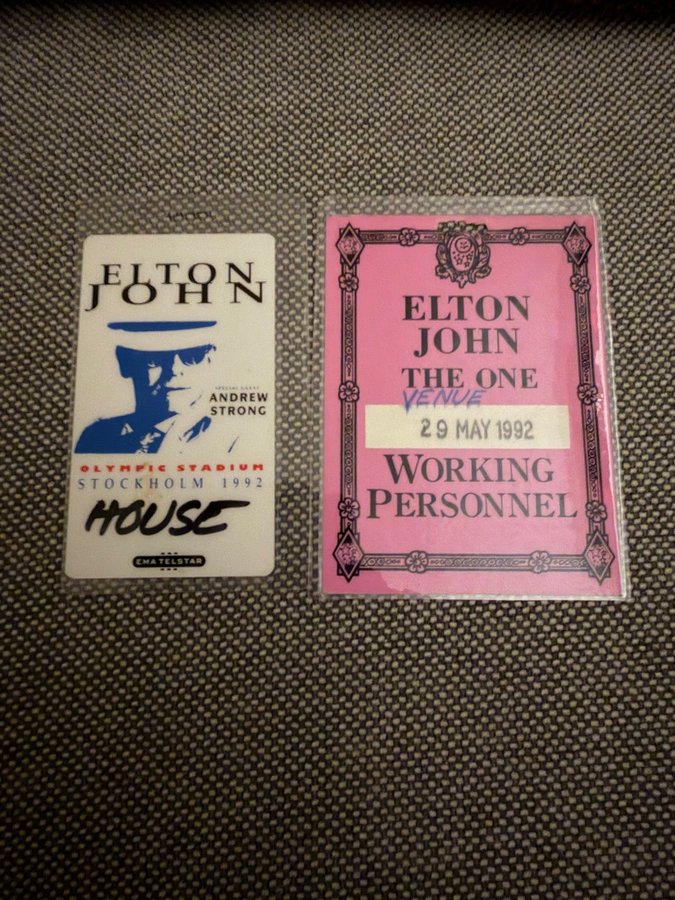 ELTON
JOHN
SPECIAL GUEST
ANDREW
STRONG
OLYMPIC STADIUM
STOCKHOLM 1992
HOUSE
EMA TELSTAR
ELTON
JOHN
THE ONE
VENUE
29 MAY 1992
WORKING
PERSONNEL